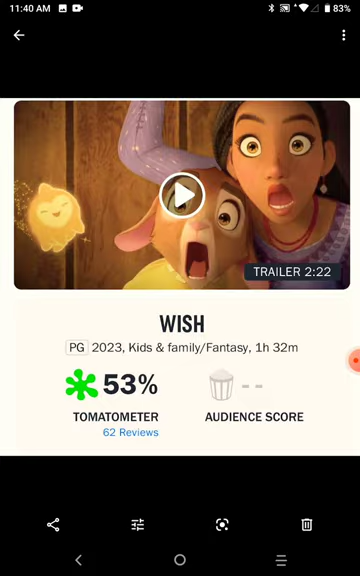 11:40 AM
83%
TRAILER 2:22
WISH
PG 2023, Kids & family/Fantasy, 1h 32m
53% --
TOMATOMETER AUDIENCE SCORE
62 Reviews